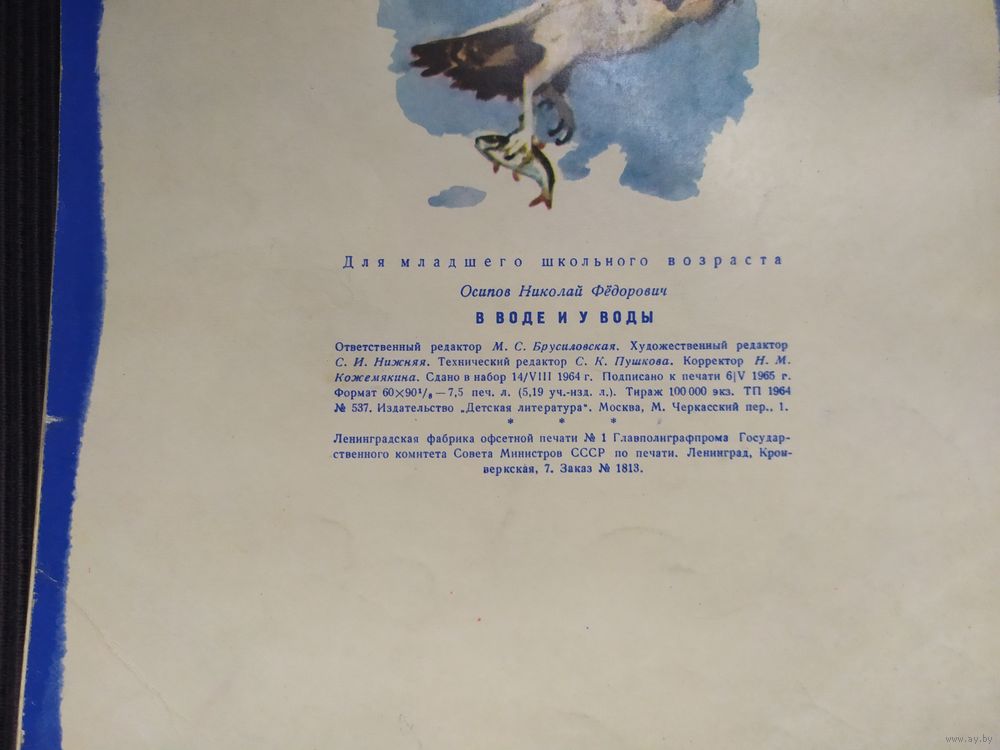 Для младшего школьного возраста
Осипов Николай Фёдорович
В ВОДЕ И У ВОДЫ
Ответственный редактор М. С. Брусиловская. Художественный редактор
С. И. Нижняя. Технический редактор С. К. Пушкова. Корректор Н. М.
Кожемякина. Сдано в набор 14/VIII 1964 г. Подписано к печати 6|V 1965 г.
Формат 60×90¹/₈ — 7,5 печ. л. (5,19 уч.-изд. л.). Тираж 100 000 экз. ТП 1964
№ 537. Издательство „Детская литература“. Москва, М. Черкасский пер., 1.
* * *
Ленинградская фабрика офсетной печати № 1 Главполиграфпрома Государ-
ственного комитета Совета Министров СССР по печати. Ленинград, Крон-
веркская, 7. Заказ № 1813.
www.ay.by